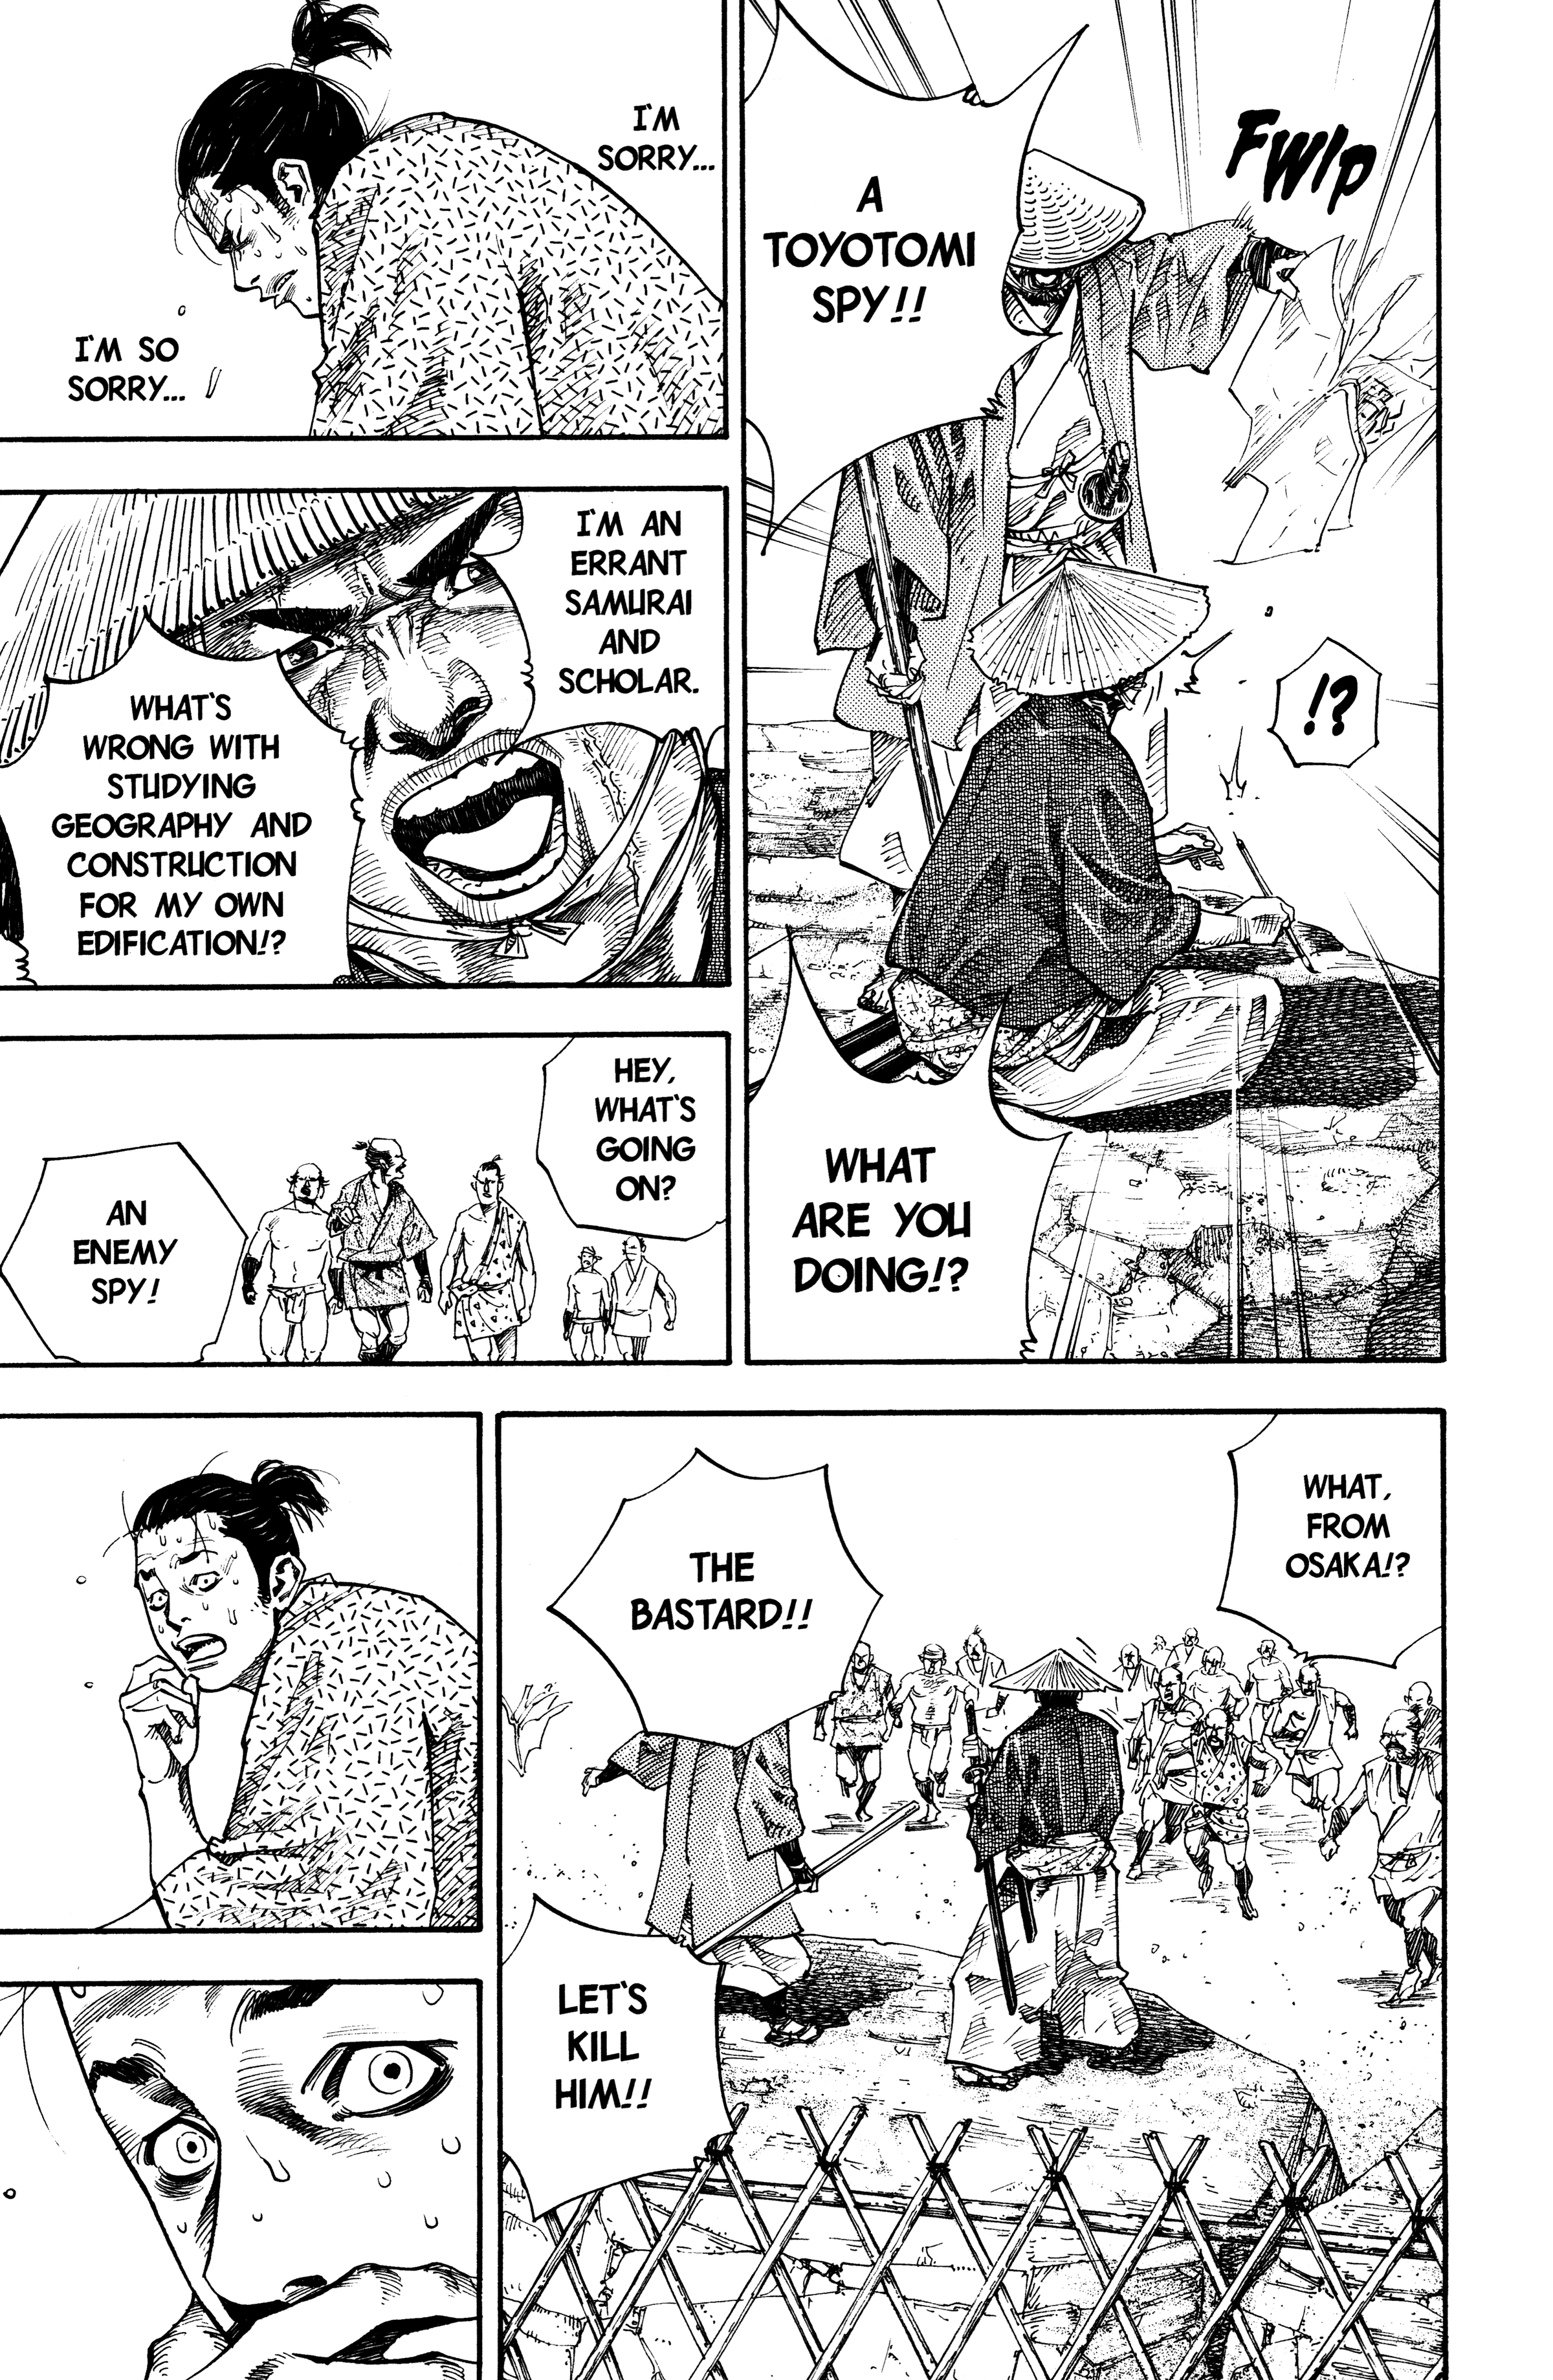 FWIP
A
TOYOTOMI
SPY!!
!?
WHAT
ARE YOU
DOING!?
I'M
SORRY...
I'M SO
SORRY...
I'M AN
ERRANT
SAMURAI
AND
SCHOLAR.
WHAT'S
WRONG WITH
STUDYING
GEOGRAPHY AND
CONSTRUCTION
FOR MY OWN
EDIFICATION!?
HEY,
WHAT'S
GOING
ON?
AN
ENEMY
SPY!
WHAT,
FROM
OSAKA!?
THE
BASTARD!!
LET'S
KILL
HIM!!